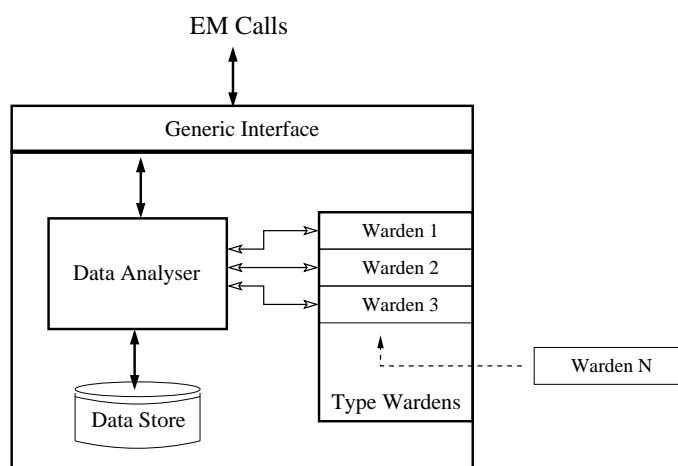 EM Calls
Generic Interface
Warden 1
Data Analyser
Warden 2
Warden 3
Warden N
Type Wardens
Data Store